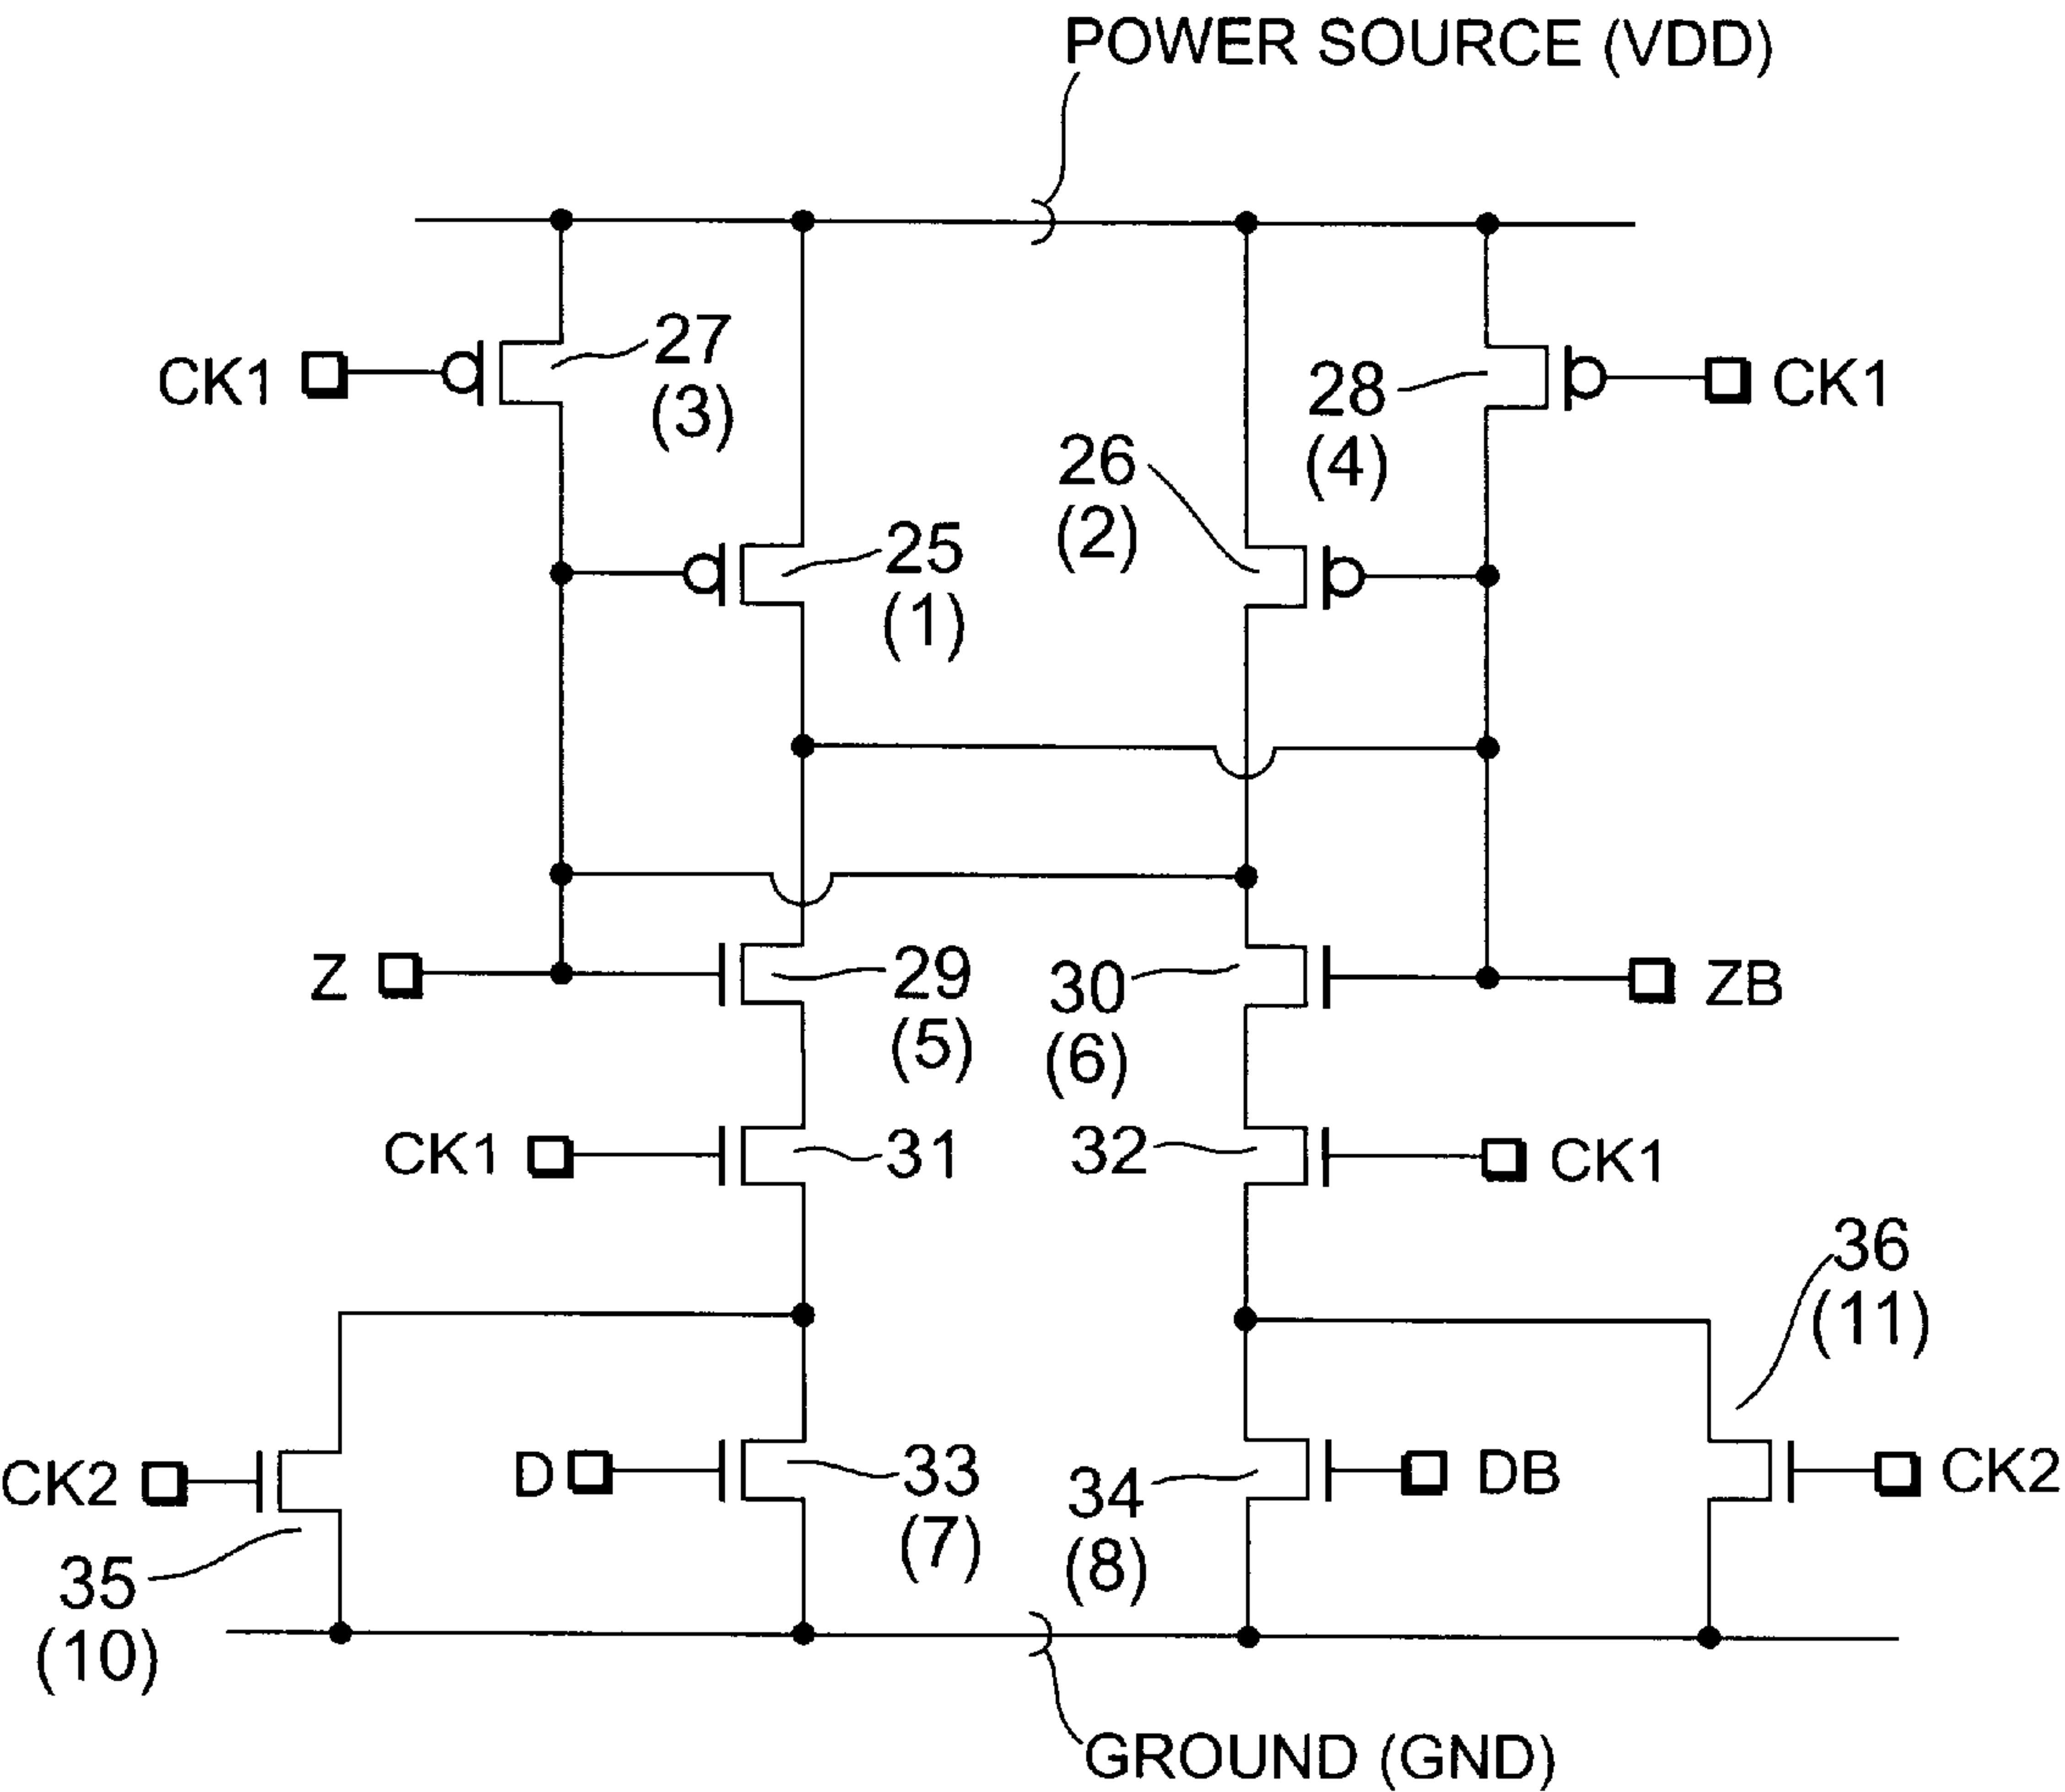 POWER SOURCE (VDD)
CK1
27
(3)
28
(4)
CK1
26
(2)
25
(1)
Z
29
(5)
30
(6)
ZB
CK1
31
32
CK1
36
(11)
CK2
D
33
(7)
34
(8)
DB
CK2
35
(10)
GROUND (GND)